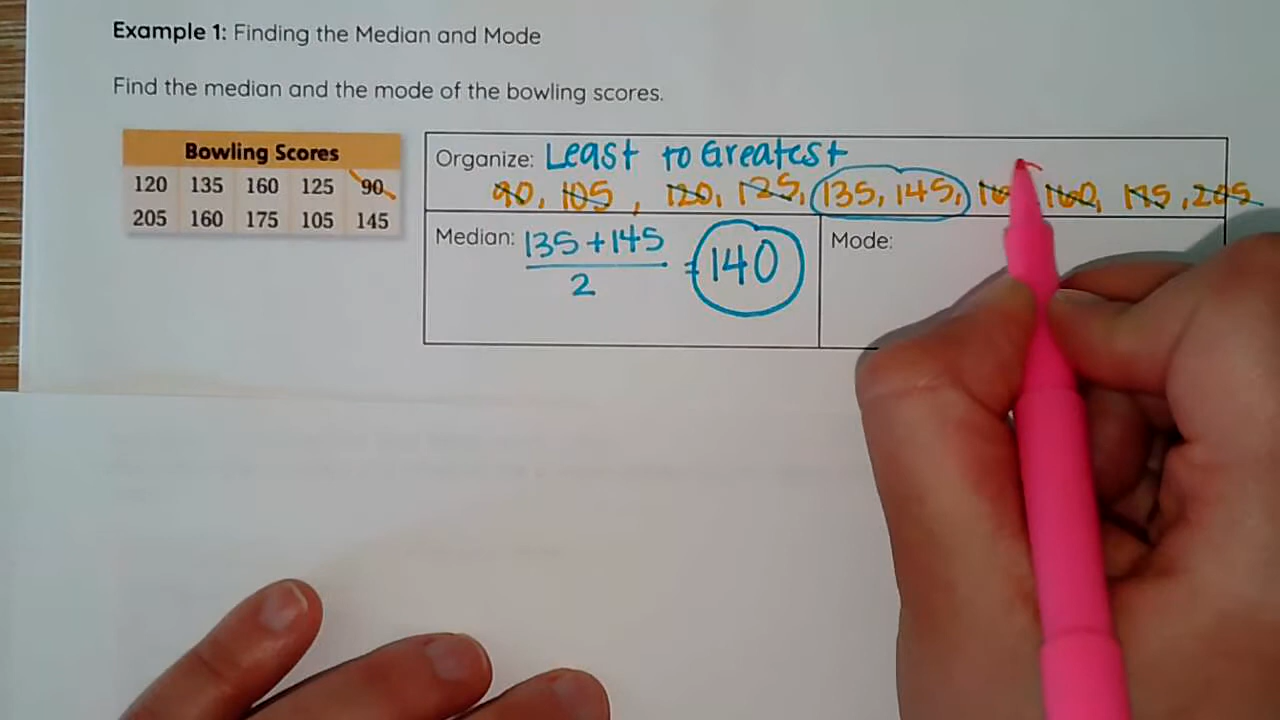 Example 1: Finding the Median and Mode
Find the median and the mode of the bowling scores.
Bowling Scores
120 135 160 125 90
205 160 175 105 145
Organize: Least to Greatest
90, 105, 120, 125, 135, 145, 160, 175, 205
Median: 135 + 145
2
= 140
Mode: